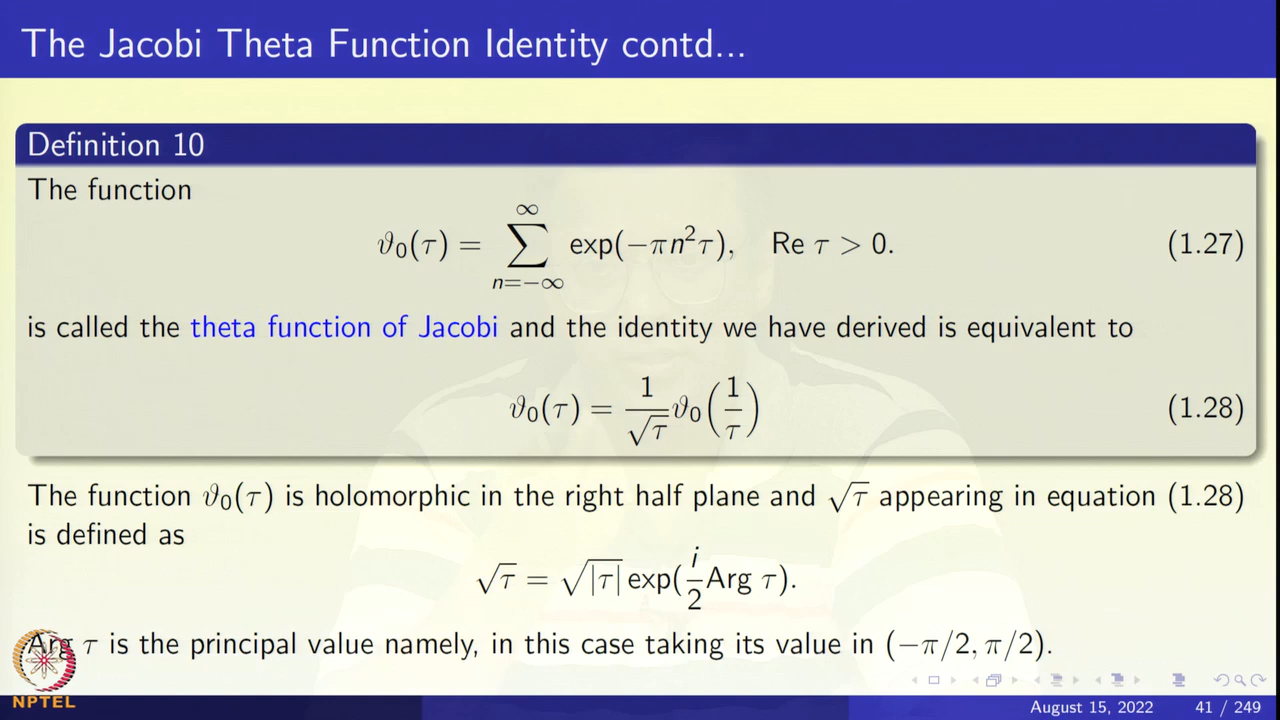 The Jacobi Theta Function Identity contd...
Definition 10
The function
ϑ₀(τ) = ∑_{n=−∞}^{∞} exp(−πn²τ), Re τ > 0. (1.27)
is called the theta function of Jacobi and the identity we have derived is equivalent to
ϑ₀(τ) = \frac{1}{√τ} ϑ₀(\frac{1}{τ}) (1.28)
The function ϑ₀(τ) is holomorphic in the right half plane and √τ appearing in equation (1.28)
is defined as
√τ = √|τ| exp(\frac{i}{2} Arg τ).
Arg τ is the principal value namely, in this case taking its value in (−π/2, π/2).
NPTEL
August 15, 2022 41 / 249